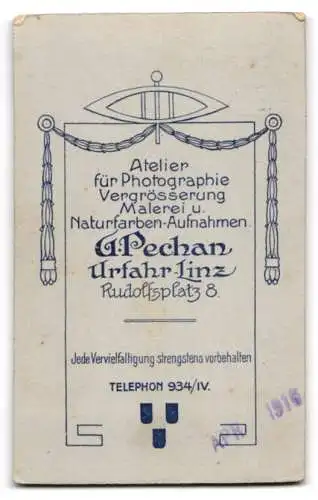 Atelier
für Photographie
Vergrösserung
Malerei u.
Naturfarben-Aufnahmen.
G. Pechan
Urfahr-Linz
Rudolfsplatz 8.
Jede Vervielfältigung strengstens vorbehalten
TELEPHON 934/IV.
APR 1916